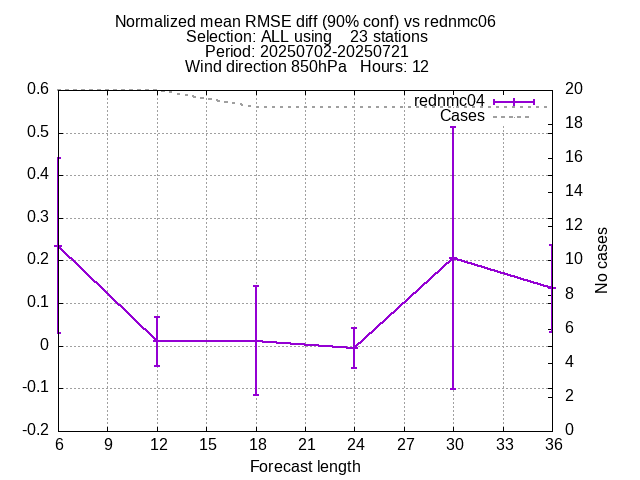 Normalized mean RMSE diff (90% conf) vs rednmc06
Selection: ALL using    23 stations
Period: 20250702-20250721
Wind direction 850hPa   Hours: 12
rednmc04
Cases
0.6
0.5
0.4
0.3
0.2
0.1
0
-0.1
-0.2
20
18
16
14
12
10
8
6
4
2
0
No cases
6 9 12 15 18 21 24 27 30 33 36
Forecast length